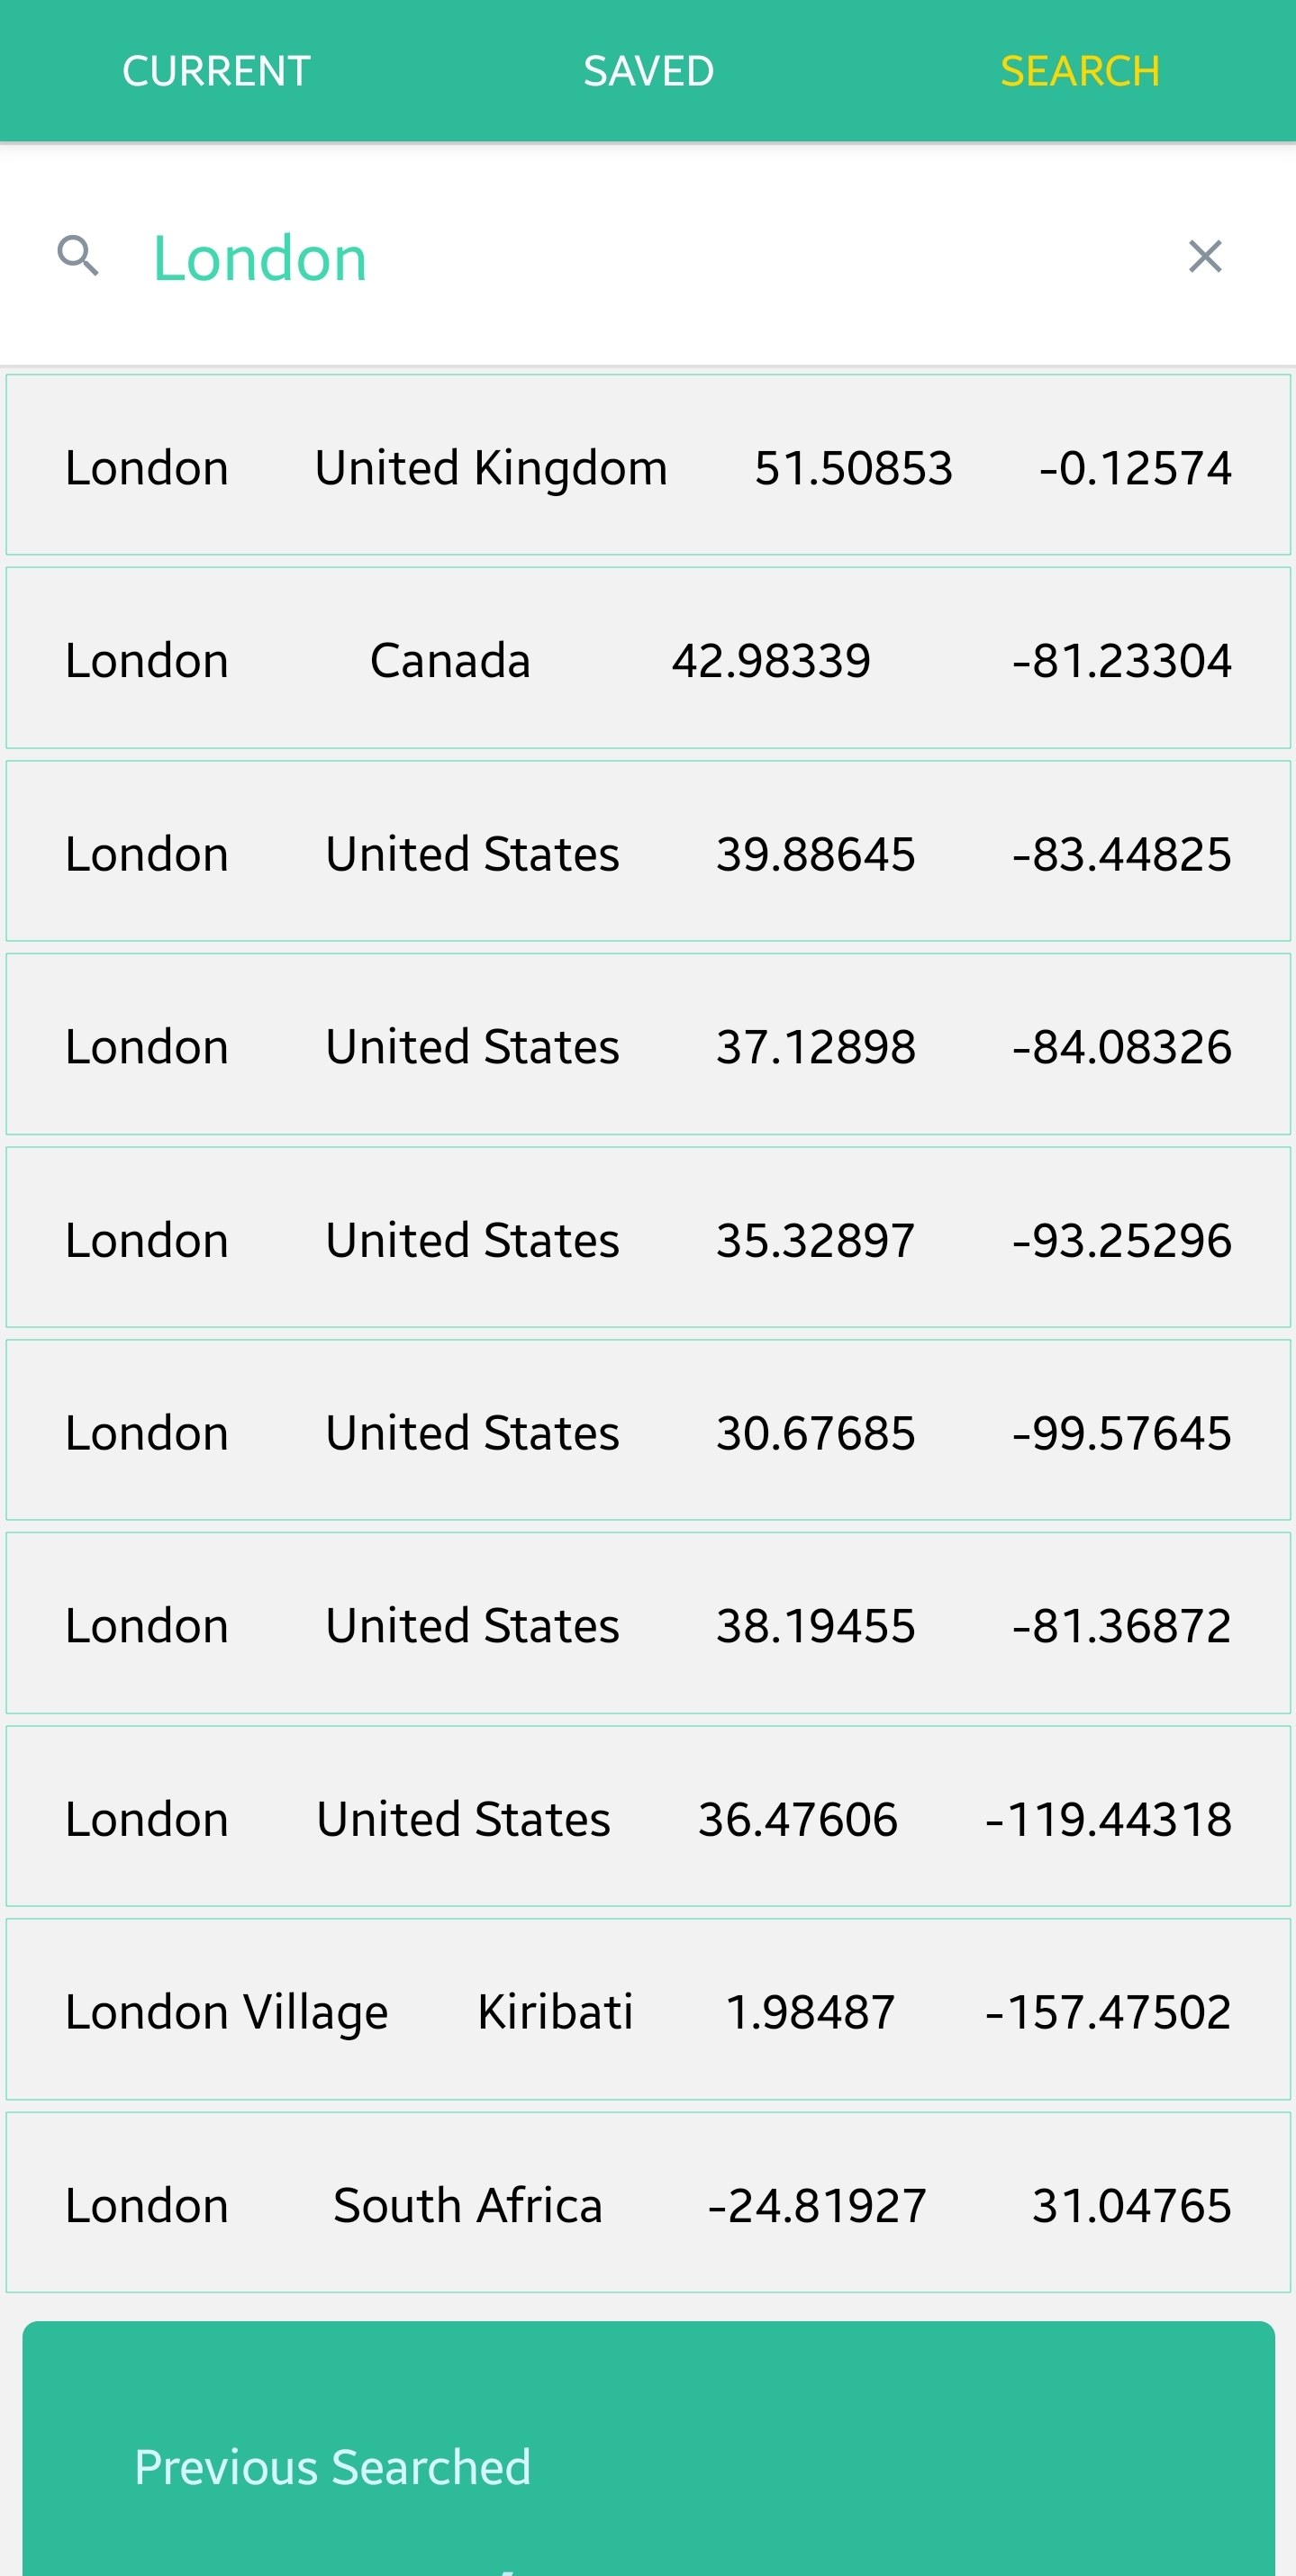 CURRENT SAVED SEARCH
London
London United Kingdom 51.50853 -0.12574
London Canada 42.98339 -81.23304
London United States 39.88645 -83.44825
London United States 37.12898 -84.08326
London United States 35.32897 -93.25296
London United States 30.67685 -99.57645
London United States 38.19455 -81.36872
London United States 36.47606 -119.44318
London Village Kiribati 1.98487 -157.47502
London South Africa -24.81927 31.04765
Previous Searched